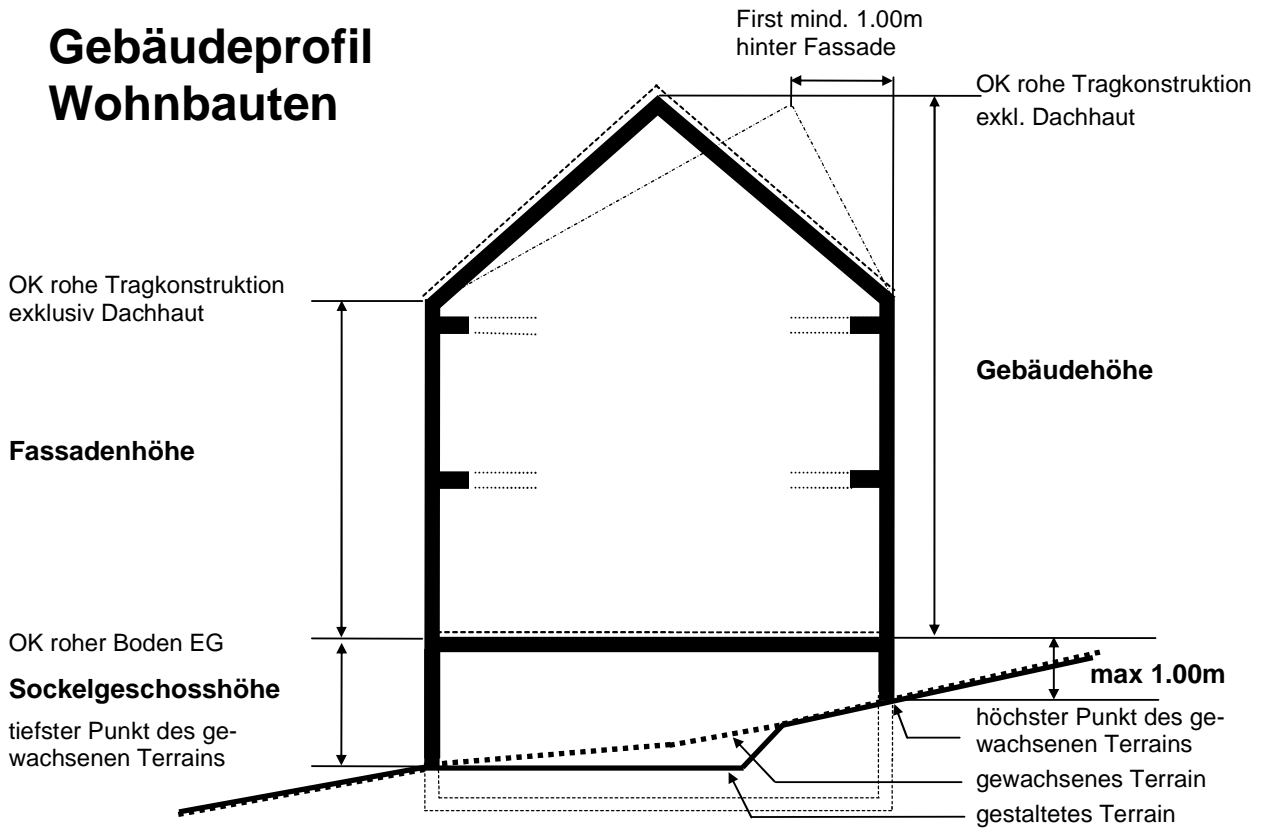 Gebäudeprofil
Wohnbauten
First mind. 1.00m
hinter Fassade
OK rohe Tragkonstruktion
exkl. Dachhaut
OK rohe Tragkonstruktion
exklusiv Dachhaut
Gebäudehöhe
Fassadenhöhe
OK roher Boden EG
Sockelgeschosshöhe
max 1.00m
tiefster Punkt des ge-
wachsenen Terrains
höchster Punkt des ge-
wachsenen Terrains
gewachsenes Terrain
gestaltetes Terrain